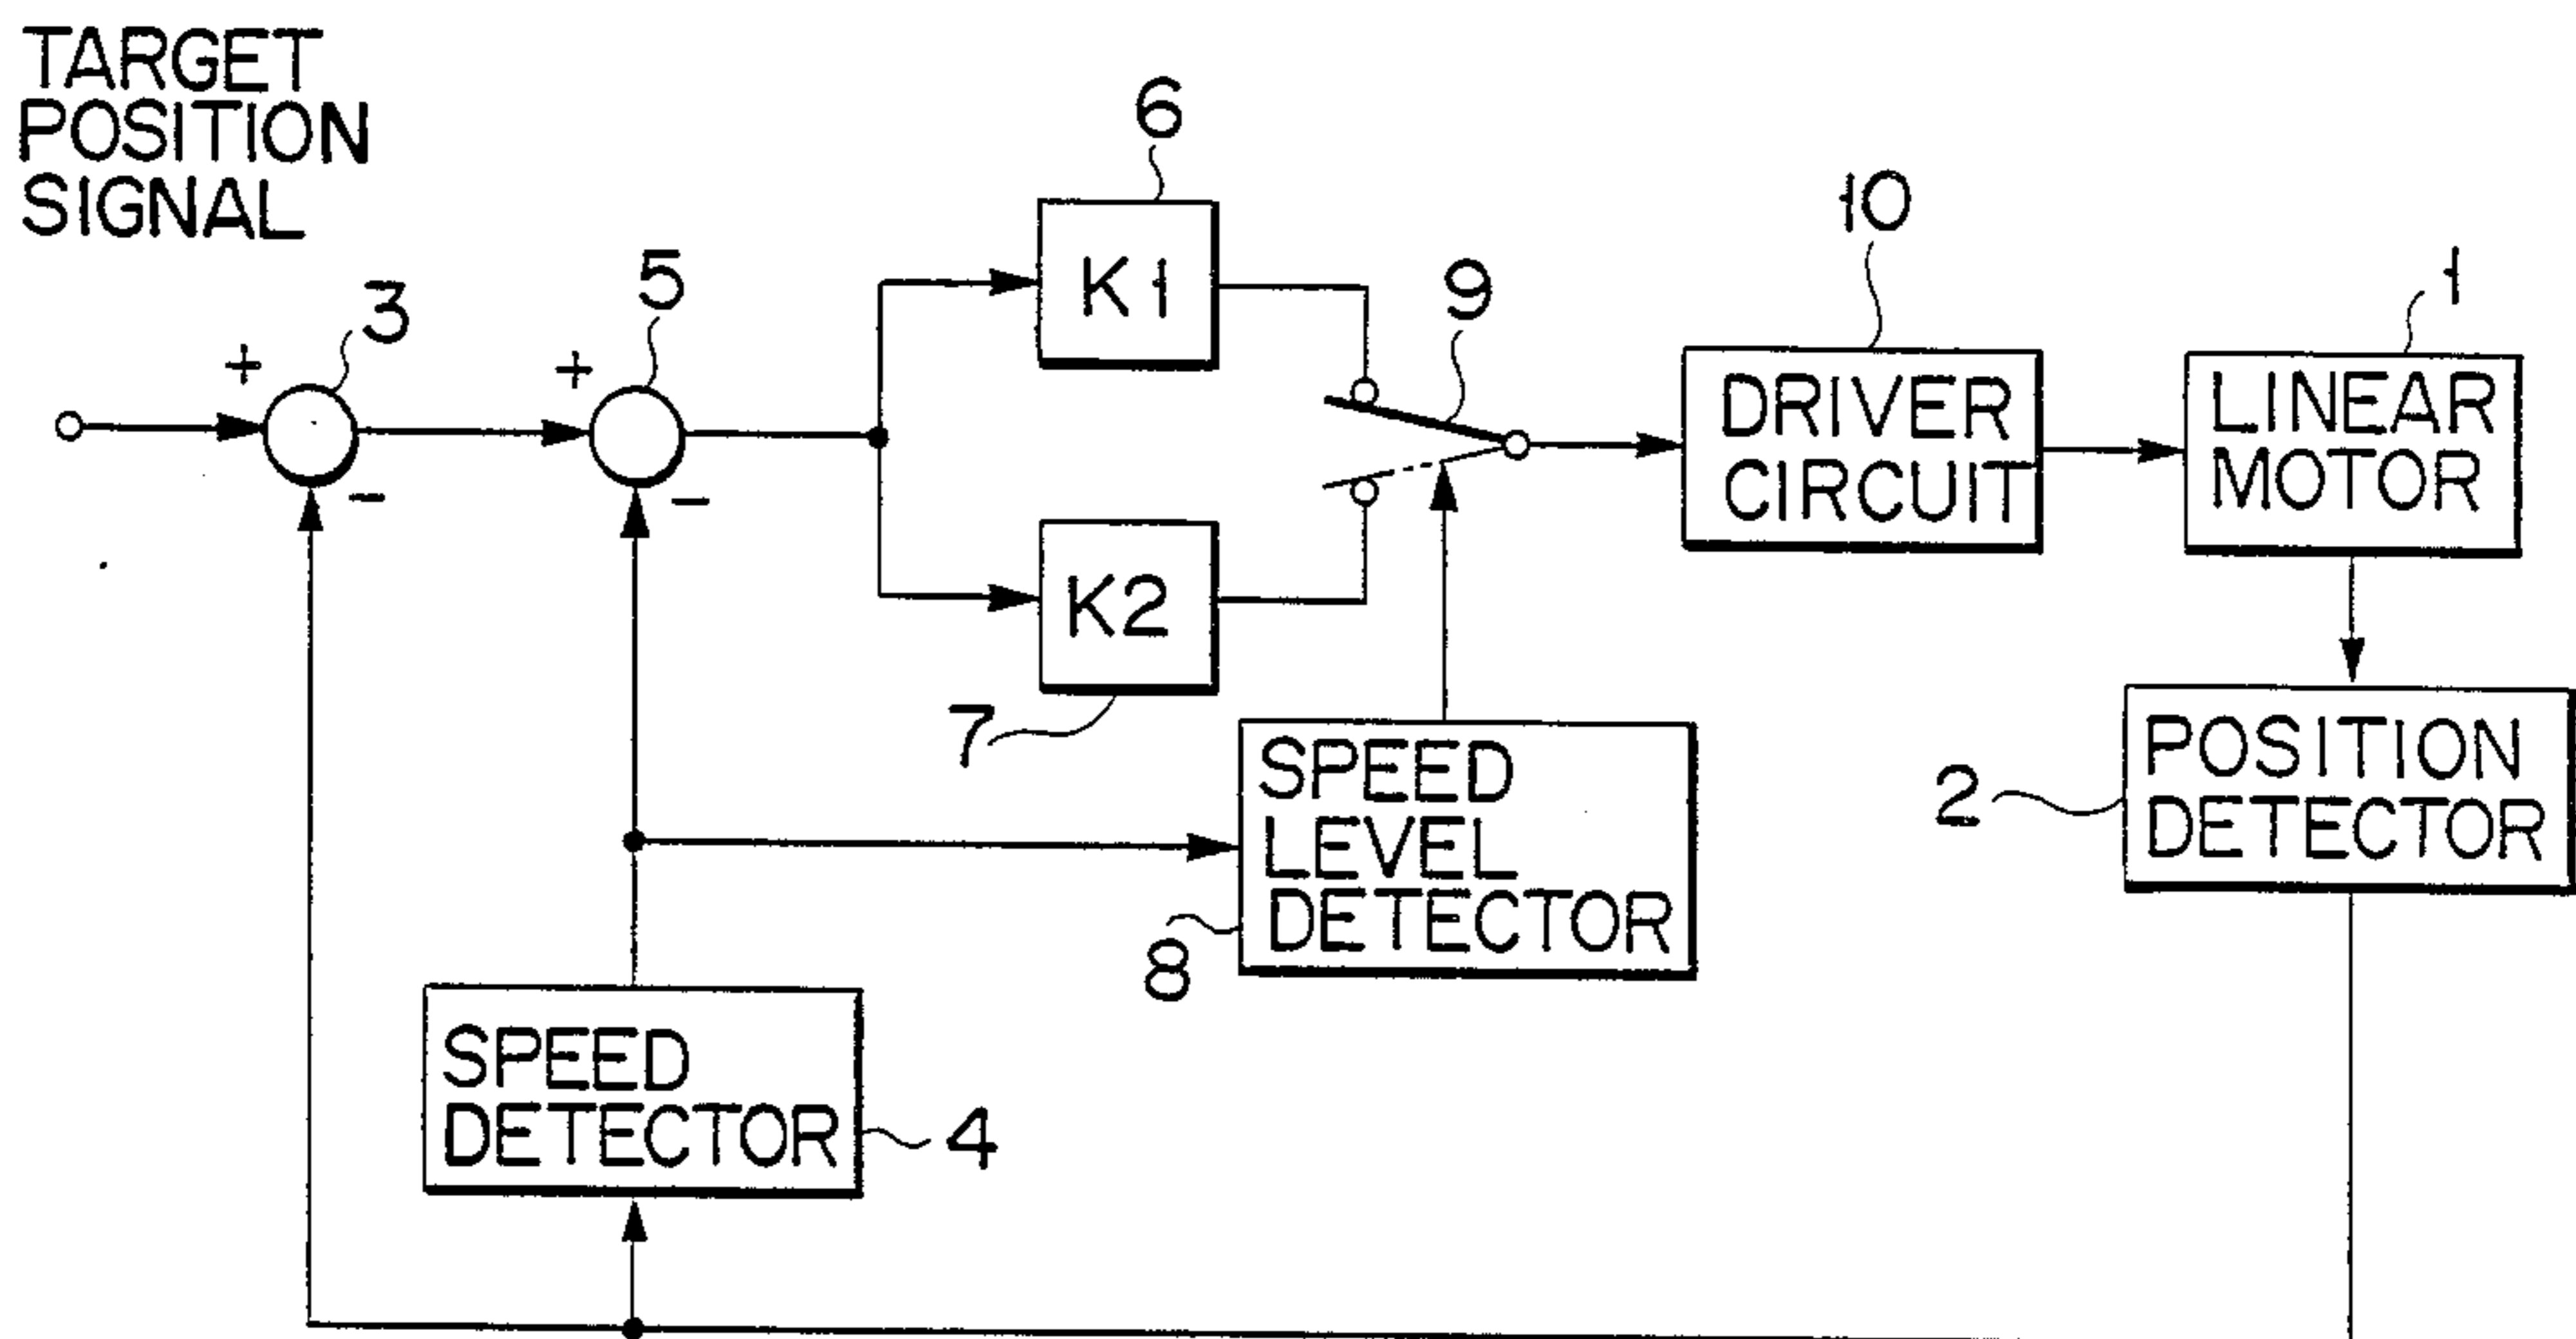 TARGET
POSITION
SIGNAL
3
+
-
5
+
-
6
K1
K2
7
9
10
DRIVER
CIRCUIT
1
LINEAR
MOTOR
2
POSITION
DETECTOR
SPEED
LEVEL
DETECTOR
8
SPEED
DETECTOR
4